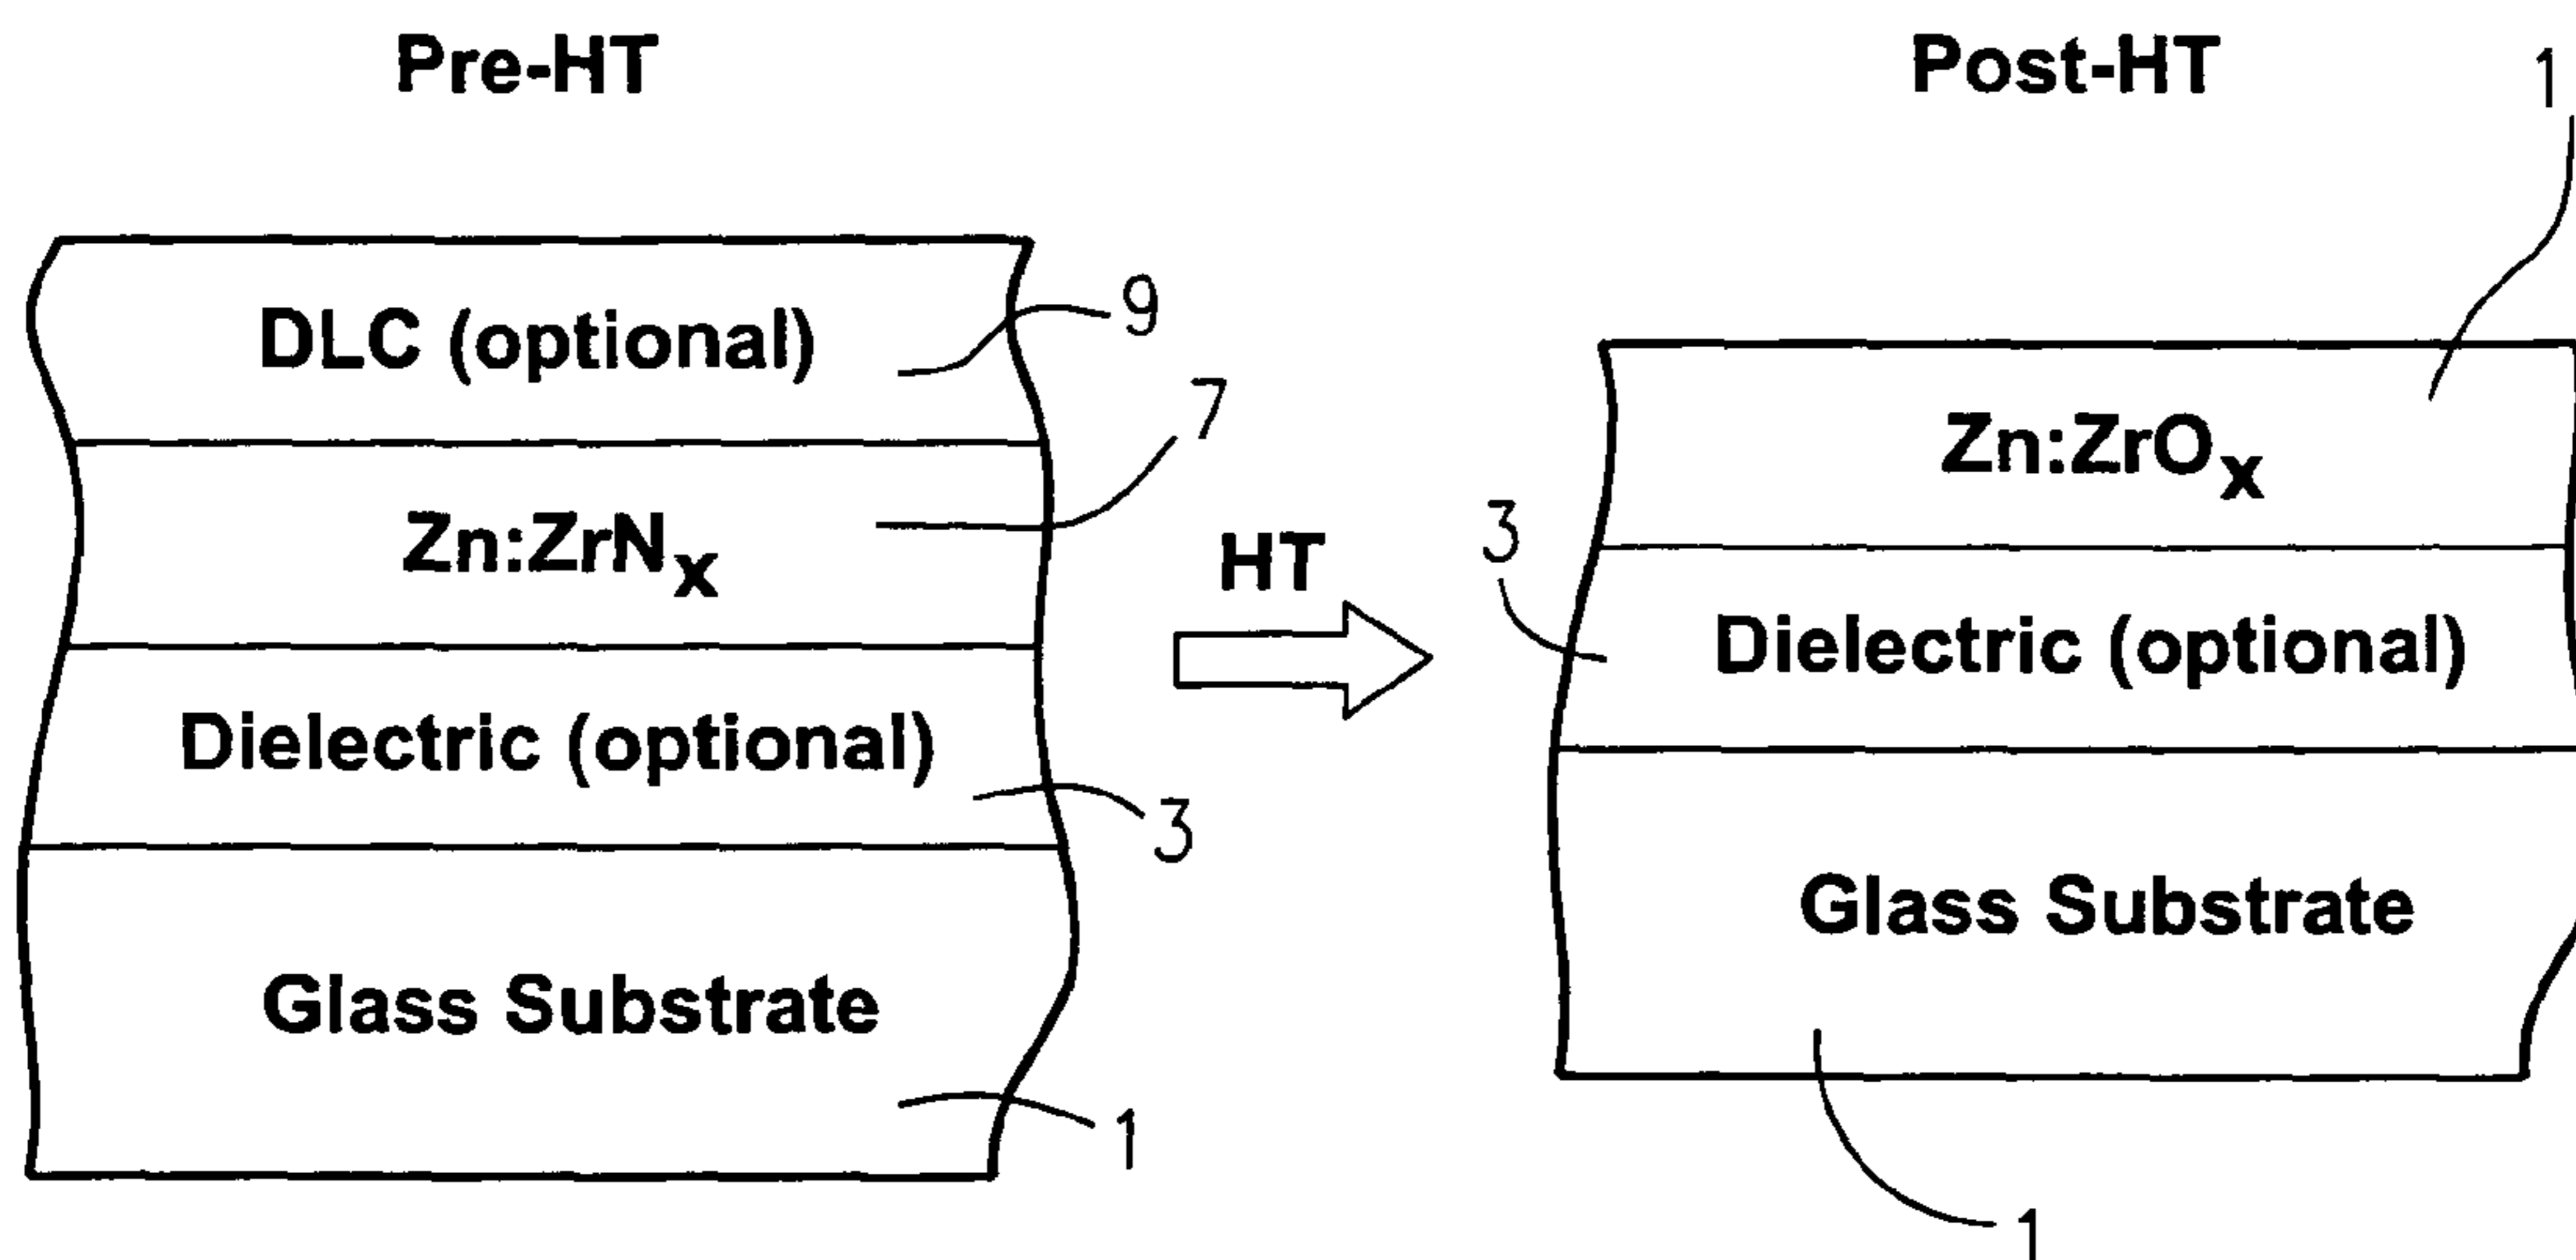 Pre-HT
DLC (optional)
9
Zn:ZrNx
7
Dielectric (optional)
3
Glass Substrate
1
HT
Post-HT
1
Zn:ZrOx
3
Dielectric (optional)
Glass Substrate
1